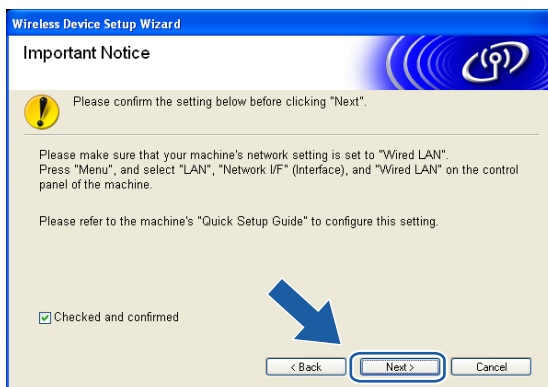 Wireless Device Setup Wizard
Important Notice
Please confirm the setting below before clicking "Next".
Please make sure that your machine's network setting is set to "Wired LAN".
Press "Menu", and select "LAN", "Network I/F" (Interface), and "Wired LAN" on the control
panel of the machine.
Please refer to the machine's "Quick Setup Guide" to configure this setting.
Checked and confirmed
< Back Next > Cancel